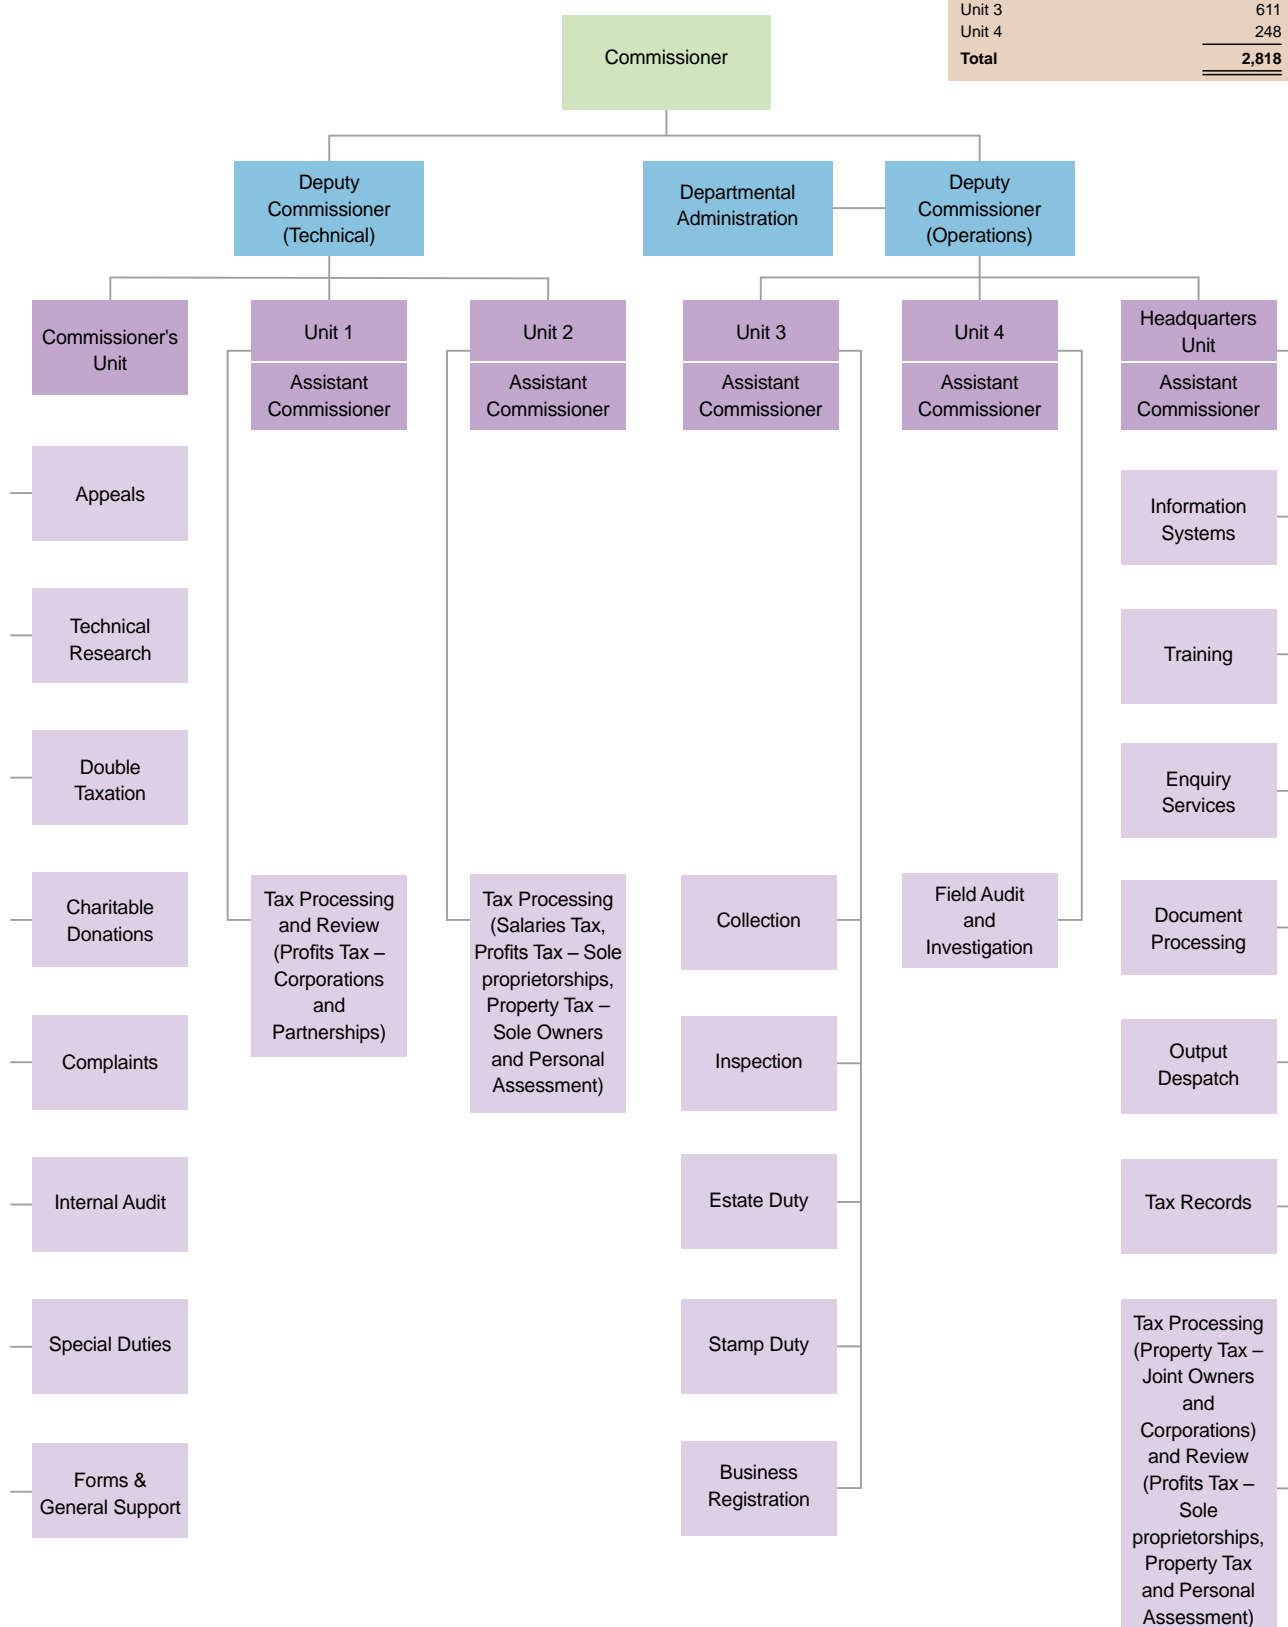 Unit 3 611
Unit 4 248
Total 2,818
Commissioner
Deputy
Commissioner
(Technical)
Departmental
Administration
Deputy
Commissioner
(Operations)
Commissioner's
Unit
Unit 1
Assistant
Commissioner
Unit 2
Assistant
Commissioner
Unit 3
Assistant
Commissioner
Unit 4
Assistant
Commissioner
Headquarters
Unit
Assistant
Commissioner
Appeals
Technical
Research
Double
Taxation
Charitable
Donations
Complaints
Internal Audit
Special Duties
Forms &
General Support
Tax Processing
and Review
(Profits Tax –
Corporations
and
Partnerships)
Tax Processing
(Salaries Tax,
Profits Tax – Sole
proprietorships,
Property Tax –
Sole Owners
and Personal
Assessment)
Collection
Inspection
Estate Duty
Stamp Duty
Business
Registration
Field Audit
and
Investigation
Information
Systems
Training
Enquiry
Services
Document
Processing
Output
Despatch
Tax Records
Tax Processing
(Property Tax –
Joint Owners
and
Corporations)
and Review
(Profits Tax –
Sole
proprietorships,
Property Tax
and Personal
Assessment)